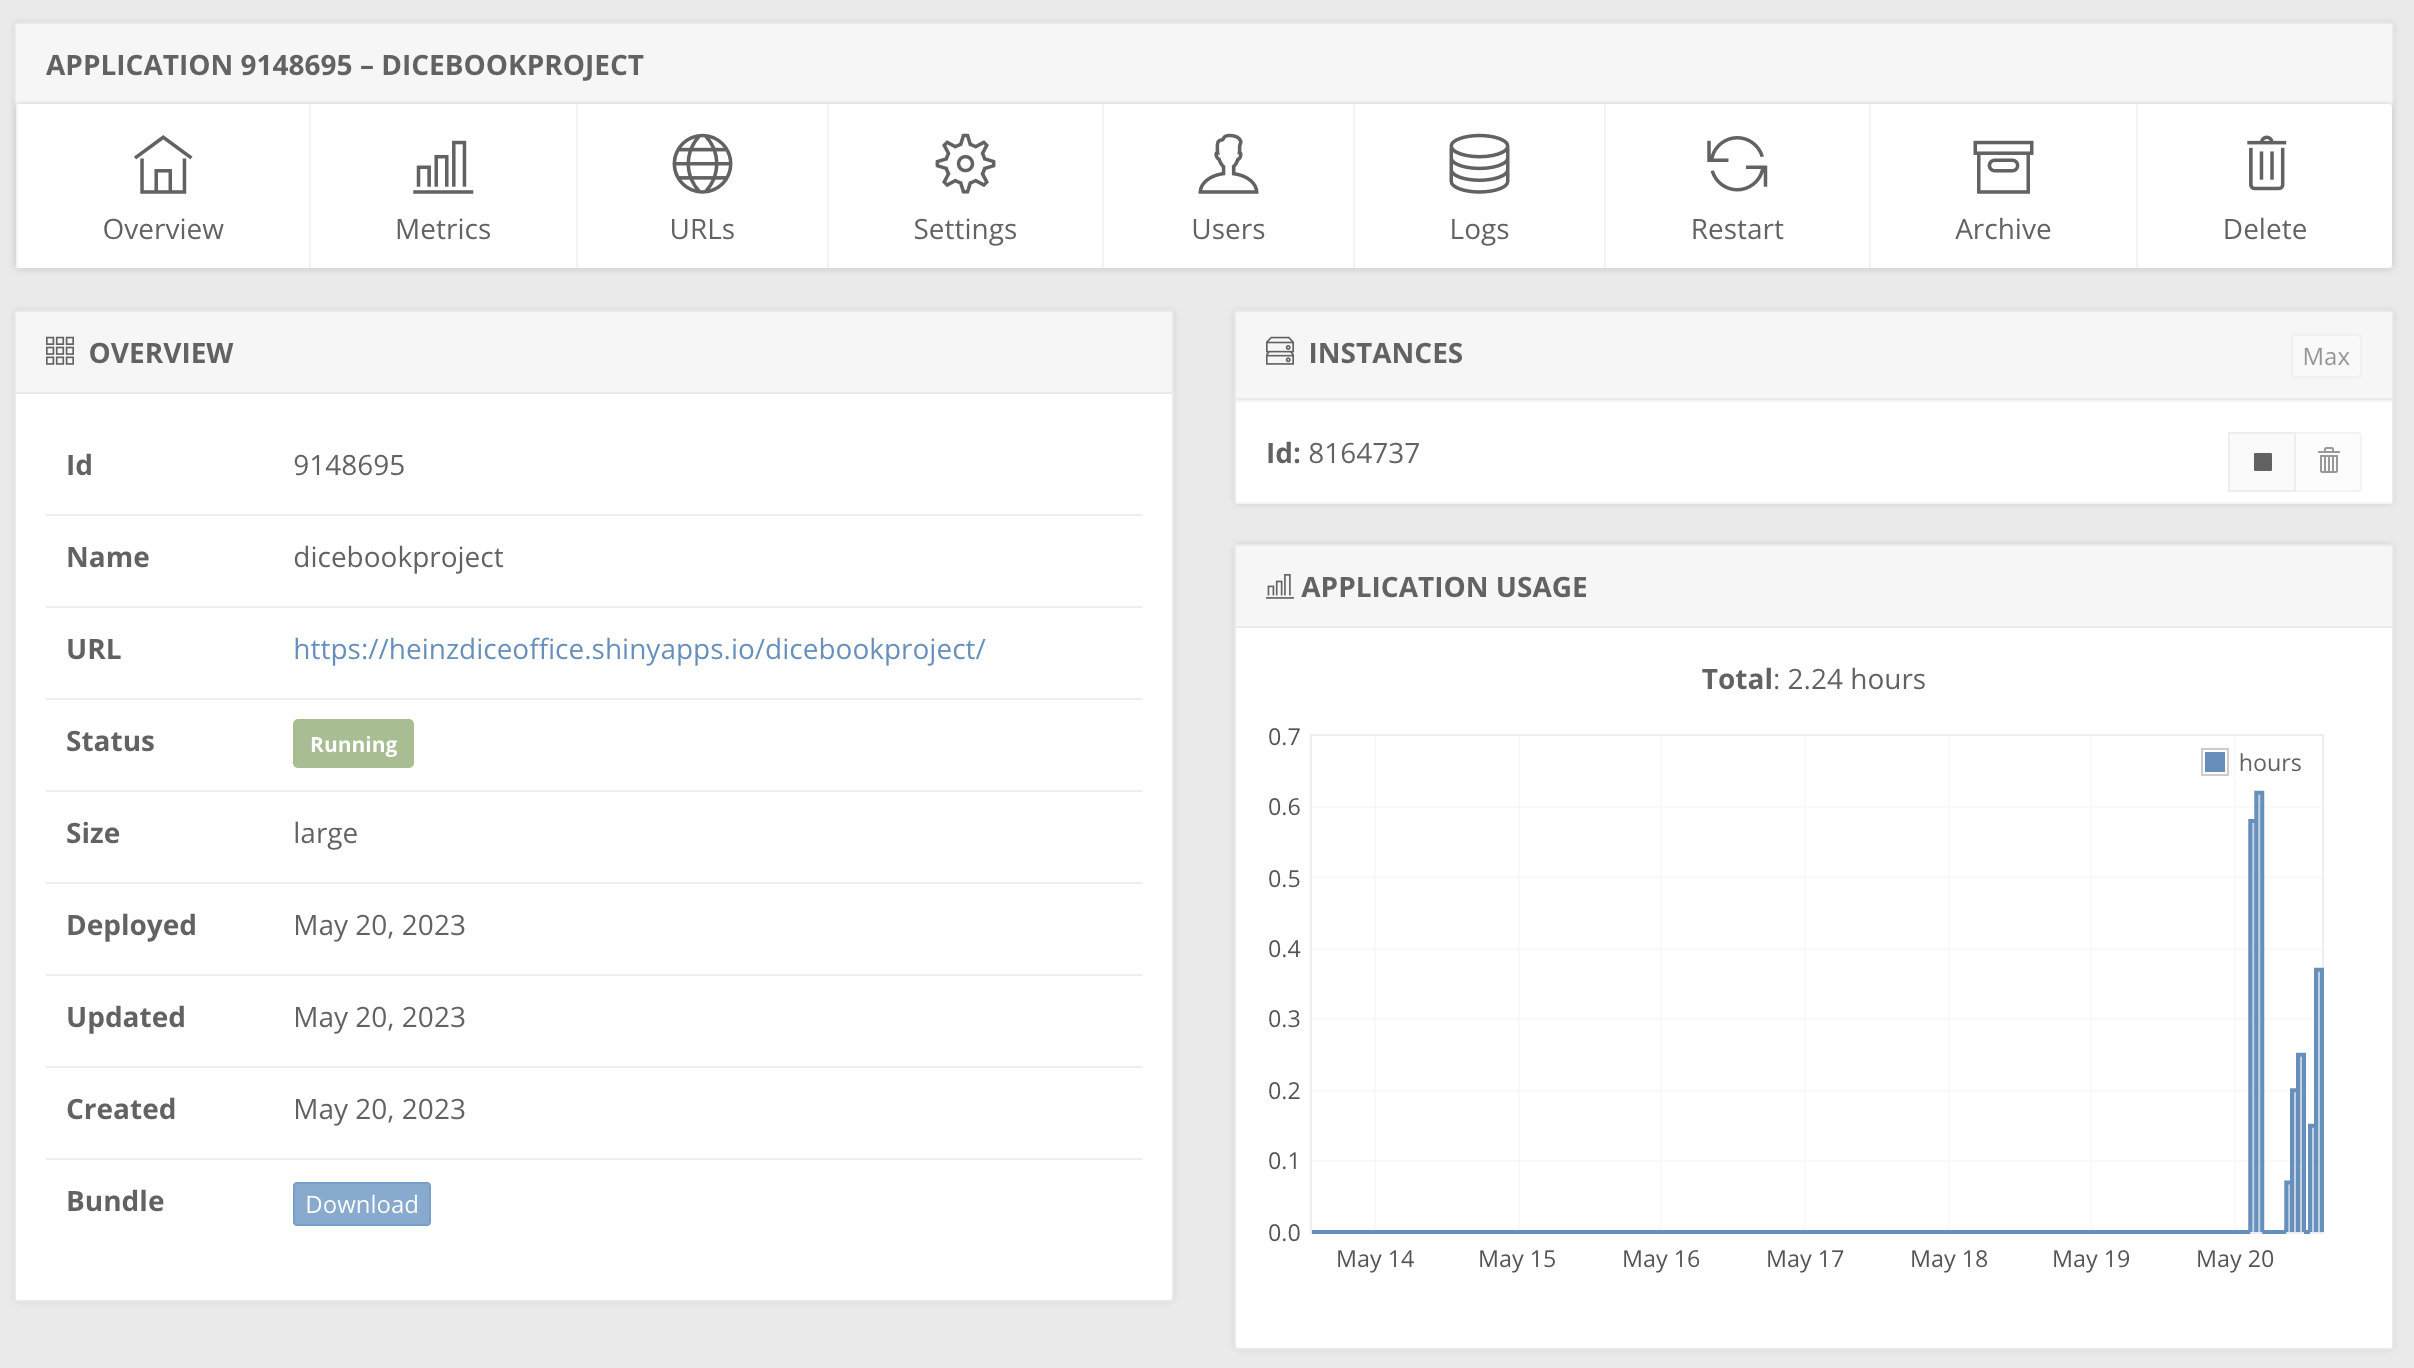 APPLICATION 9148695 – DICEBOOKPROJECT
Overview
Metrics
URLs
Settings
Users
Logs
Restart
Archive
Delete
OVERVIEW
Id 9148695
Name dicebookproject
URL https://heinzdiceoffice.shinyapps.io/dicebookproject/
Status Running
Size large
Deployed May 20, 2023
Updated May 20, 2023
Created May 20, 2023
Bundle Download
INSTANCES Max
Id: 8164737
APPLICATION USAGE
Total: 2.24 hours
hours
0.7
0.6
0.5
0.4
0.3
0.2
0.1
0.0
May 14 May 15 May 16 May 17 May 18 May 19 May 20